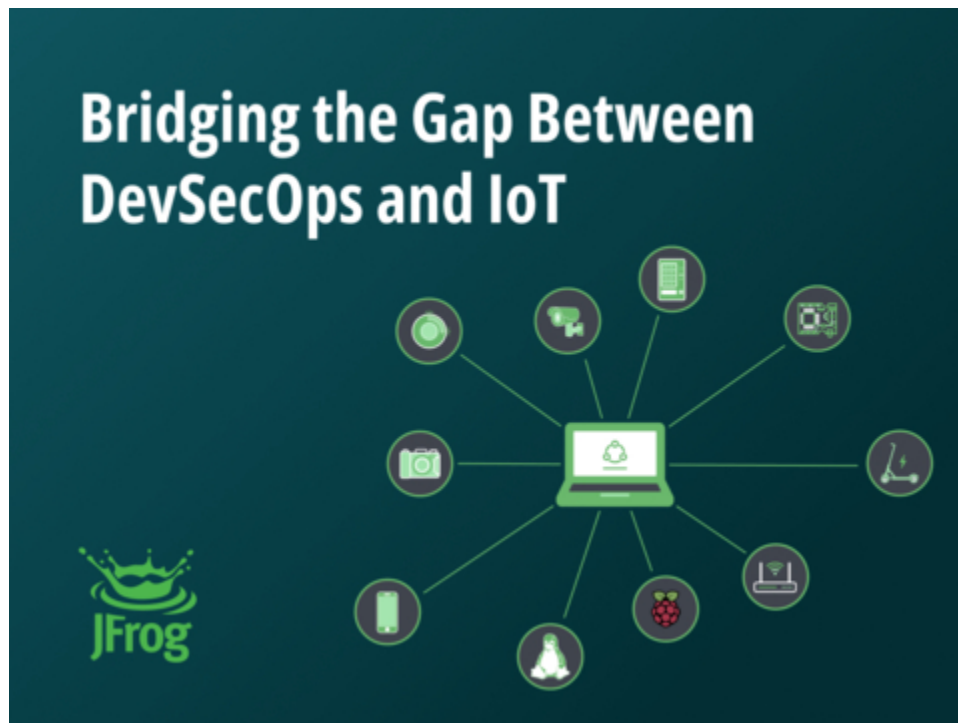 Bridging the Gap Between
DevSecOps and IoT
JFrog